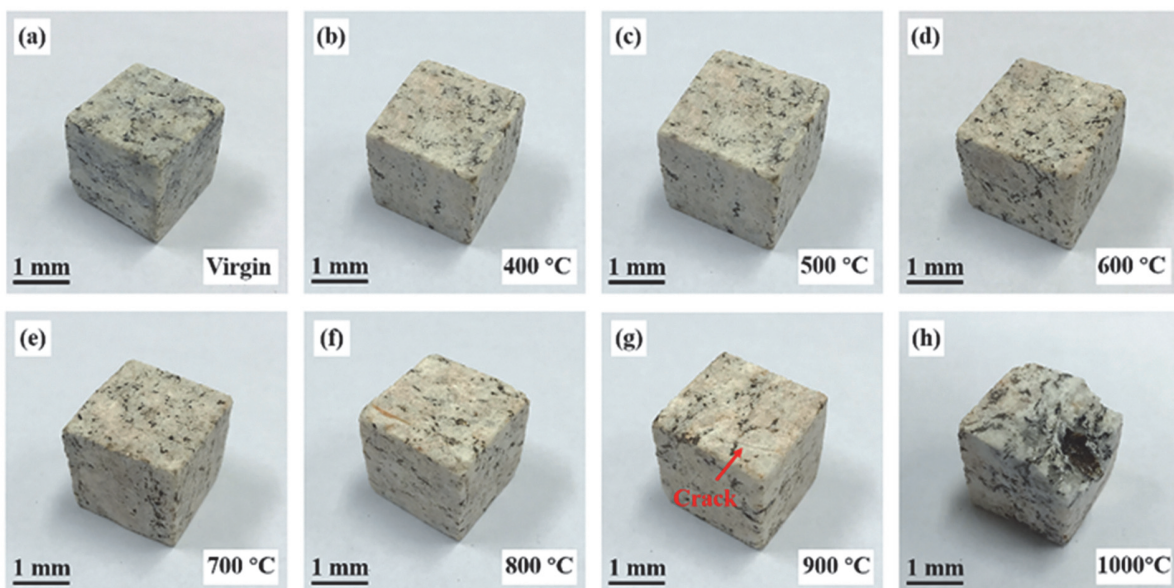 (a)
1 mm
Virgin
(b)
1 mm
400 °C
(c)
1 mm
500 °C
(d)
1 mm
600 °C
(e)
1 mm
700 °C
(f)
1 mm
800 °C
(g)
Crack
1 mm
900 °C
(h)
1 mm
1000°C